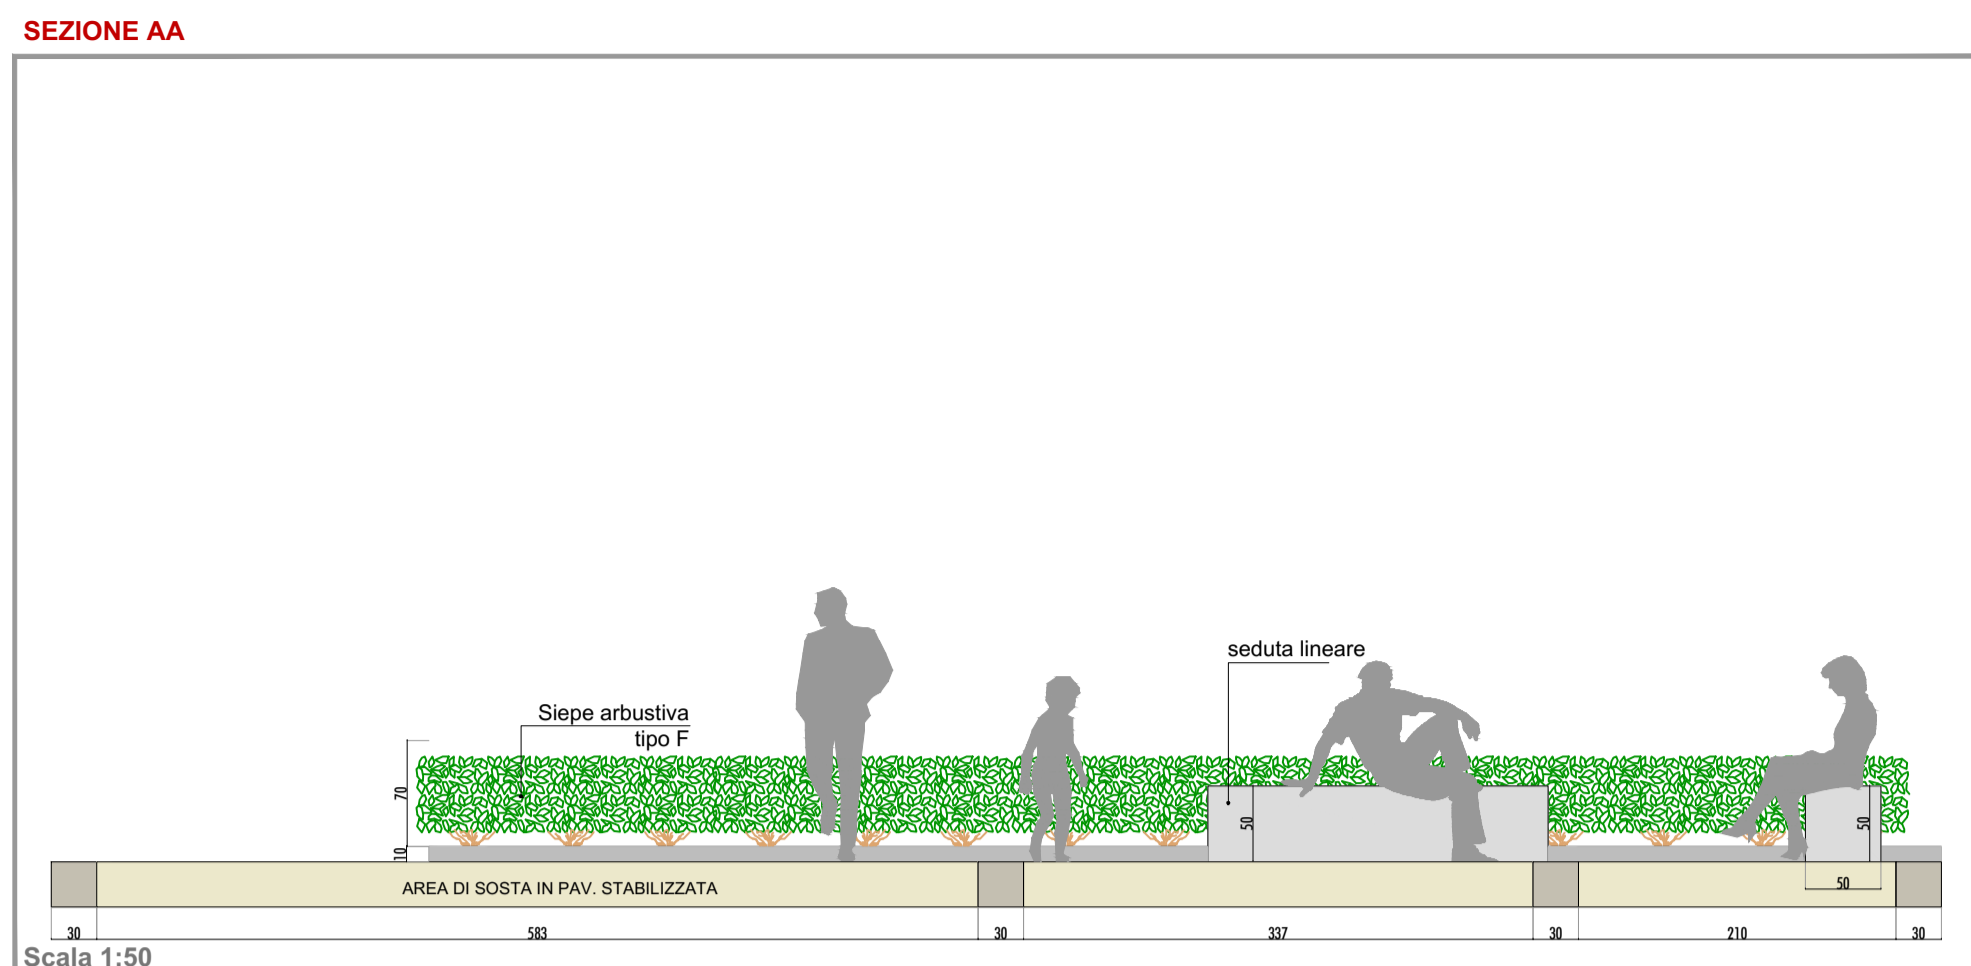 SEZIONE AA
seduta lineare
Siepe arbustiva
tipo F
70
50
50
10
AREA DI SOSTA IN PAV. STABILIZZATA
50
30
583
30
337
30
210
30
Scala 1:50